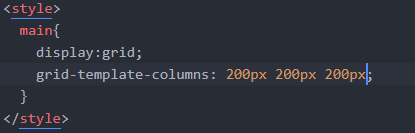 <style>
main{
display:grid;
grid-template-columns: 200px 200px 200px;
}
</style>